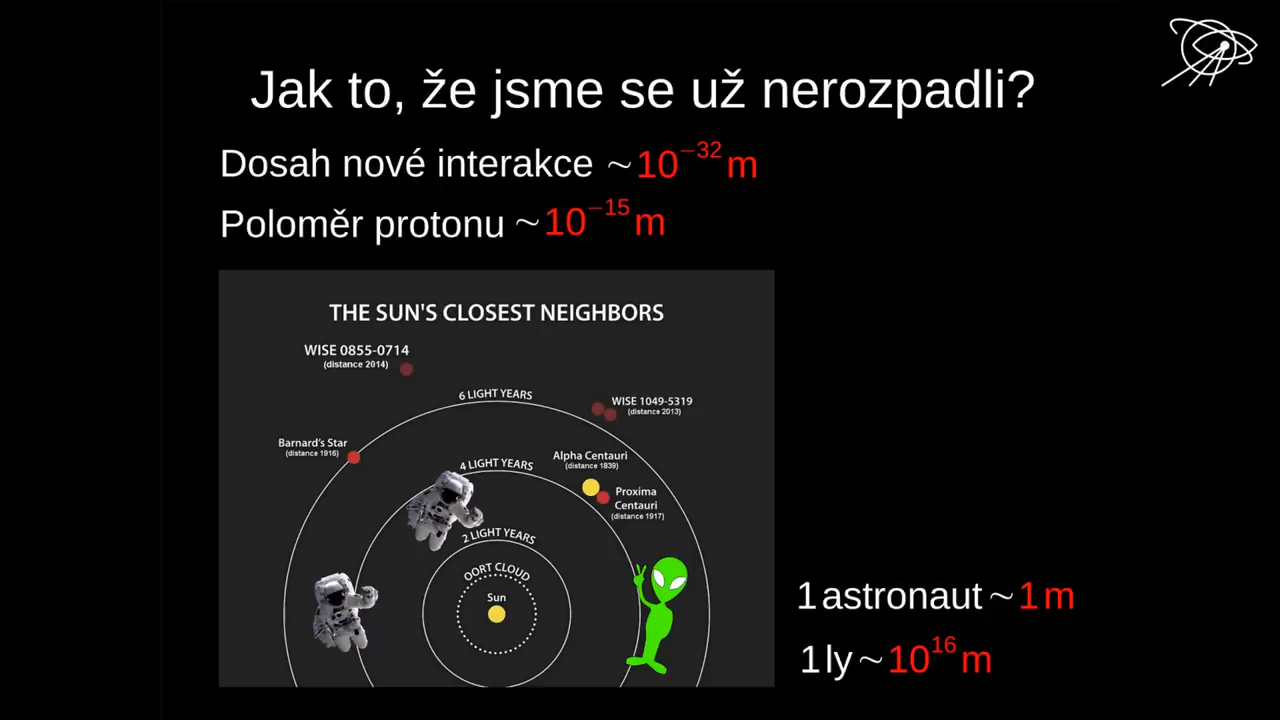 Jak to, že jsme se už nerozpadli?
Dosah nové interakce ~ 10⁻³² m
Poloměr protonu ~ 10⁻¹⁵ m
THE SUN'S CLOSEST NEIGHBORS
WISE 0855-0714
(distance 2014)
6 LIGHT YEARS
WISE 1049-5319
(distance 2013)
Barnard's Star
(distance 1916)
4 LIGHT YEARS
Alpha Centauri
(distance 1839)
Proxima
Centauri
(distance 1917)
2 LIGHT YEARS
OORT CLOUD
Sun
1 astronaut ~ 1 m
1 ly ~ 10¹⁶ m